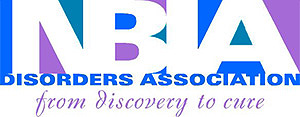 NBIA
DISORDERS ASSOCIATION
from discovery to cure